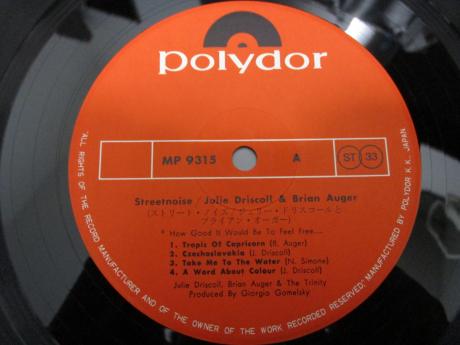 polydor
MP 9315 A ST 33
Streetnoise / Jolie Driscoll & Brian Auger
(ストリート・ノイズ/ジュリー・ドリスコールと
ブライアン・オーガー)
* How Good It Would Be To Feel Free...
1. Tropic Of Capricorn (B. Auger)
2. Czechoslovakia (J. Driscoll)
3. Take Me To The Water (N. Simone)
4. A Word About Colour (J. Driscoll)
Julie Driscoll, Brian Auger & The Trinity
Produced By Giorgio Gomelsky
"ALL RIGHTS OF THE RECORD MANUFACTURER AND OF THE OWNER OF THE WORK RECORDED RESERVED" MANUFACTURED BY POLYDOR K.K., JAPAN